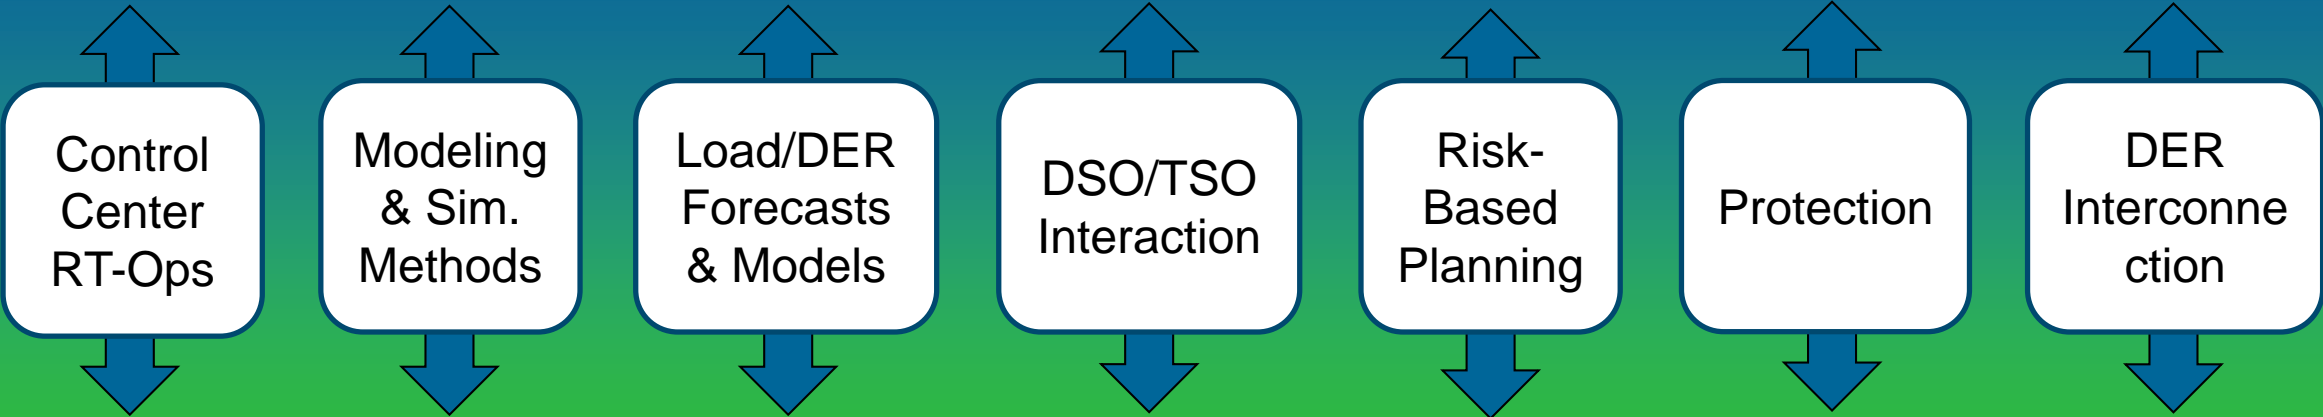 Control
Center
RT-Ops
Modeling
& Sim.
Methods
Load/DER
Forecasts
& Models
DSO/TSO
Interaction
Risk-
Based
Planning
Protection
DER
Interconne
ction